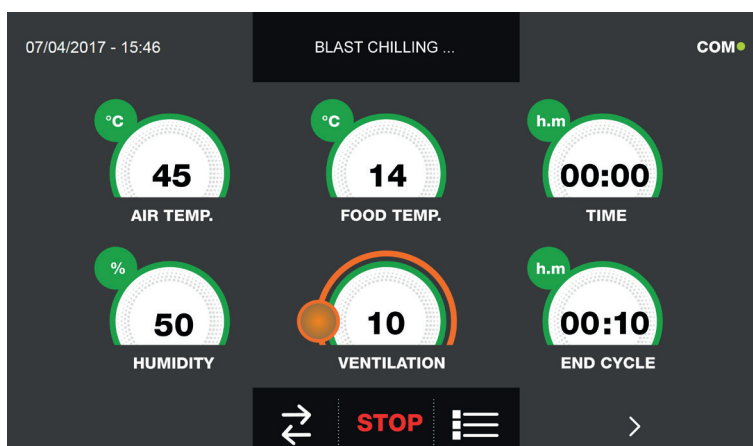 07/04/2017 - 15:46
BLAST CHILLING ...
COM
°C
45
AIR TEMP.
°C
14
FOOD TEMP.
h.m
00:00
TIME
%
50
HUMIDITY
10
VENTILATION
h.m
00:10
END CYCLE
STOP